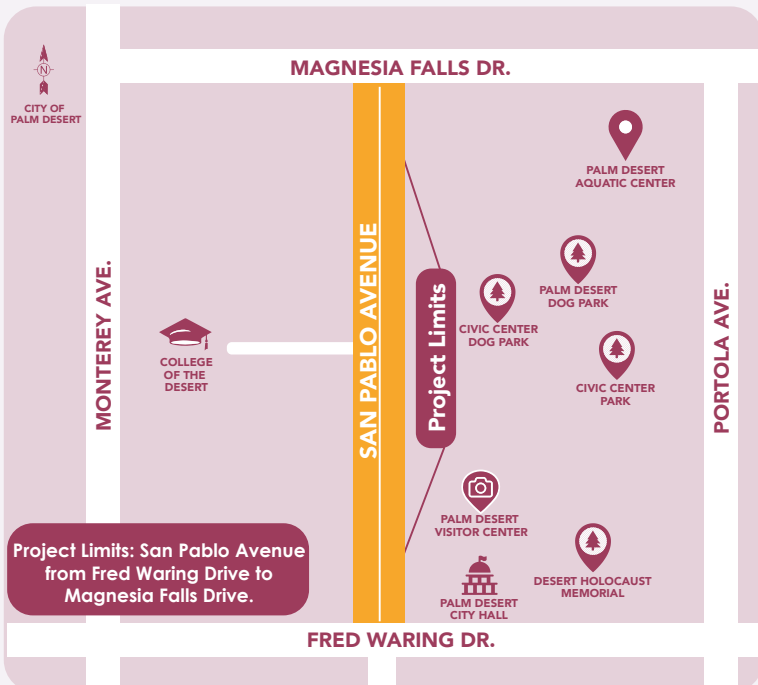 MAGNESIA FALLS DR.
N
CITY OF
PALM DESERT
PALM DESERT
AQUATIC CENTER
MONTEREY AVE.
SAN PABLO AVENUE
Project Limits
PALM DESERT
DOG PARK
CIVIC CENTER
DOG PARK
PORTOLA AVE.
COLLEGE
OF THE
DESERT
CIVIC CENTER
PARK
PALM DESERT
VISITOR CENTER
Project Limits: San Pablo Avenue
from Fred Waring Drive to
Magnesia Falls Drive.
DESERT HOLOCAUST
MEMORIAL
PALM DESERT
CITY HALL
FRED WARING DR.